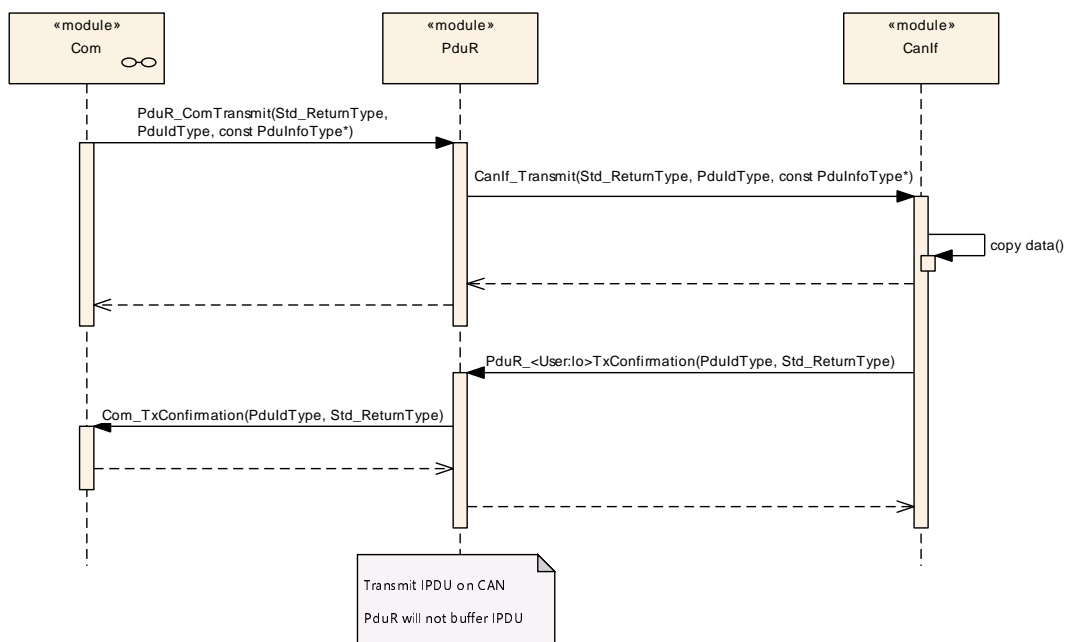 «module»
Com
«module»
PduR
«module»
CanIf
PduR_ComTransmit(Std_ReturnType,
PduIdType, const PduInfoType*)
CanIf_Transmit(Std_ReturnType, PduIdType, const PduInfoType*)
copy data()
PduR_<User:lo>TxConfirmation(PduIdType, Std_ReturnType)
Com_TxConfirmation(PduIdType, Std_ReturnType)
Transmit IPDU on CAN
PduR will not buffer IPDU